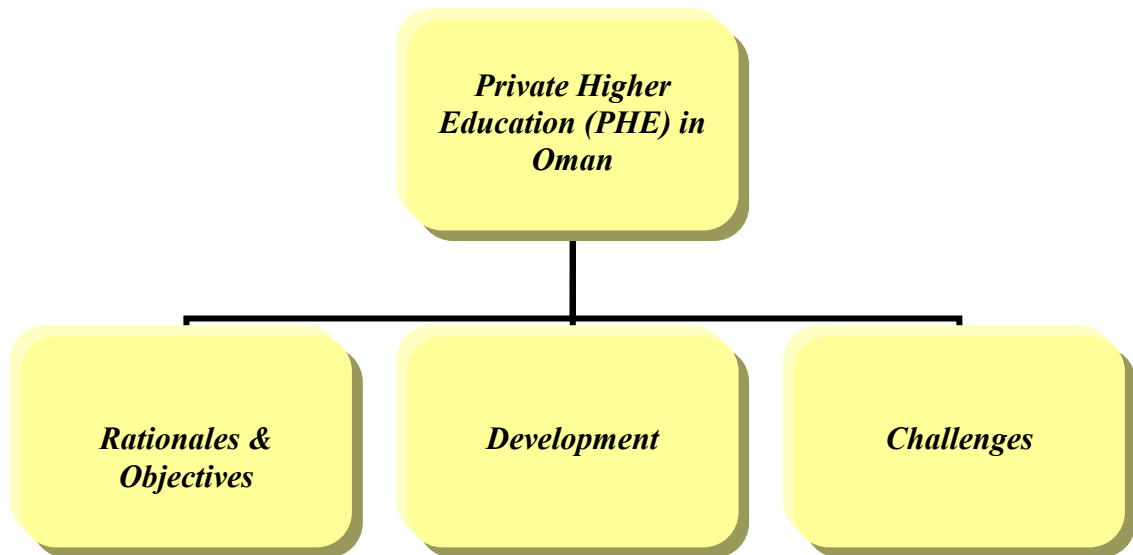 Private Higher
Education (PHE) in
Oman
Rationales &
Objectives
Development
Challenges